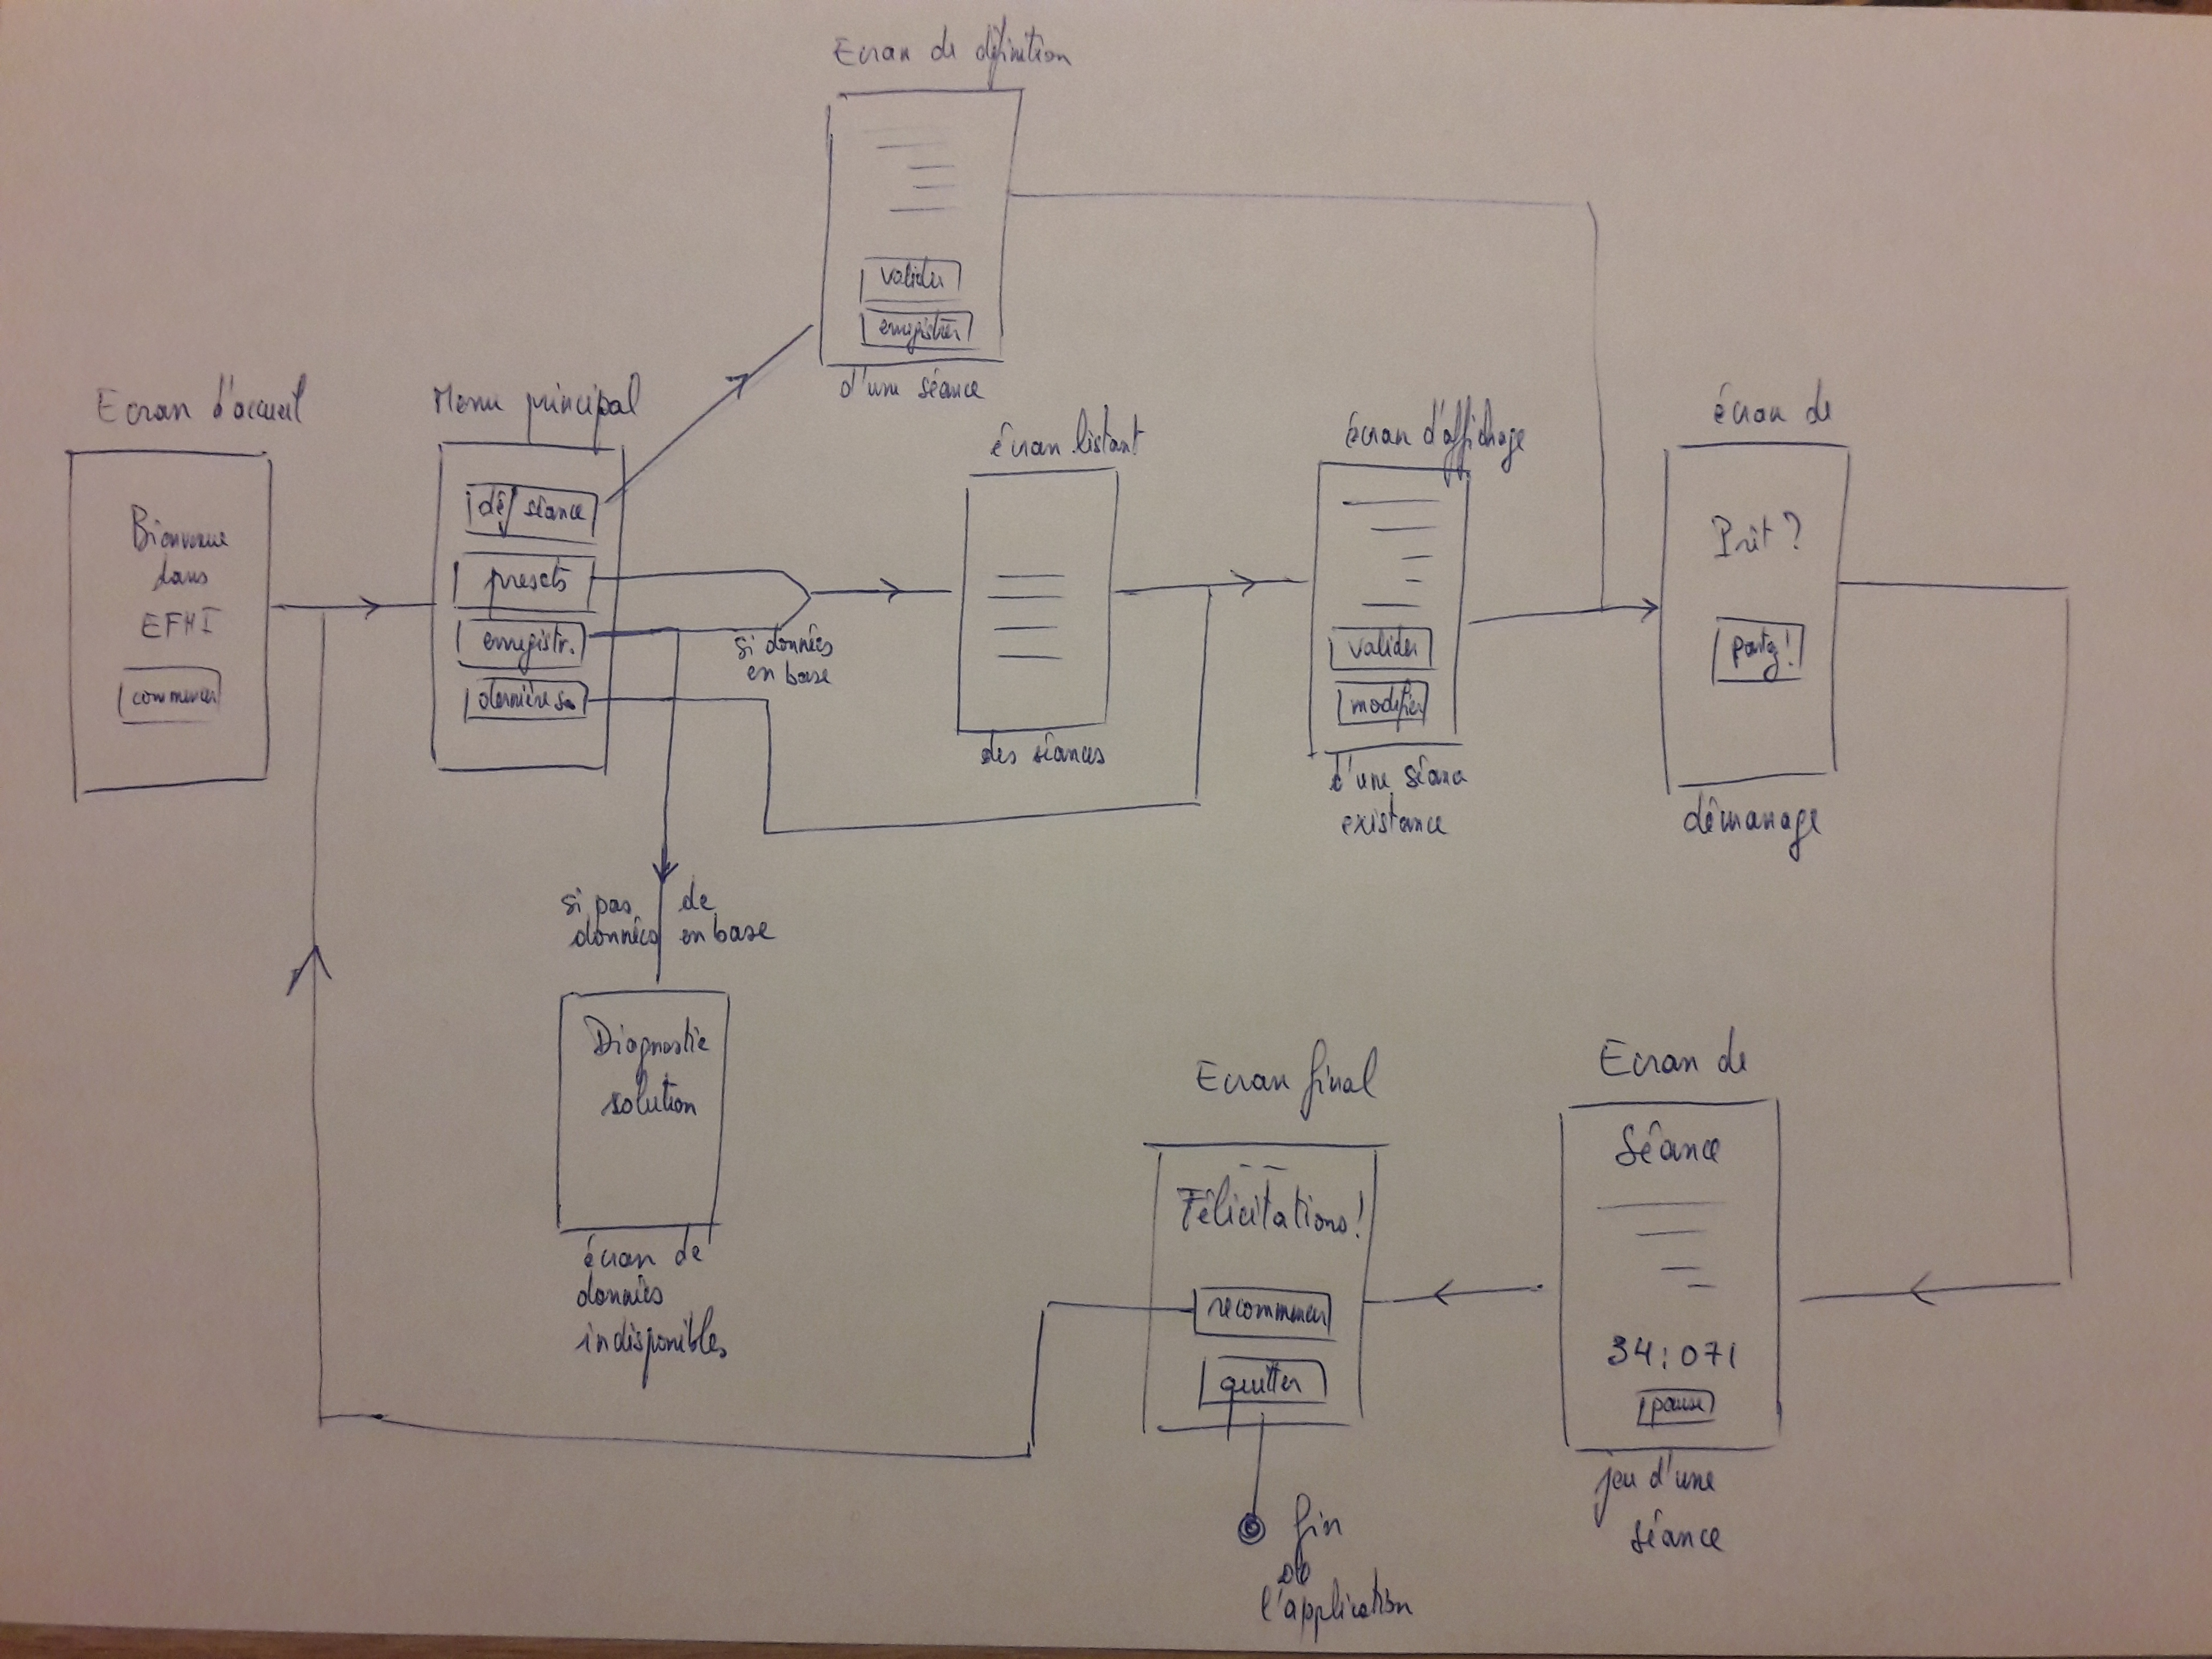 Ecran de définition
valider
enregistrer
d'une séance
Ecran d'accueil
Bienvenue
dans
EFMI
commencer
Menu principal
déf séance
presets
enregistr.
dernière sé
si données
en base
écran listant
des séances
écran d'affichage
valider
modifier
d'une séance
existance
écran de
Prêt ?
partez!
démarrage
si pas de
données en base
Diagnostic
solution
écran de
données
indisponibles
Ecran final
Félicitations!
recommencer
quitter
fin
de
l'application
Ecran de
Séance
34:071
pause
jeu d'une
séance